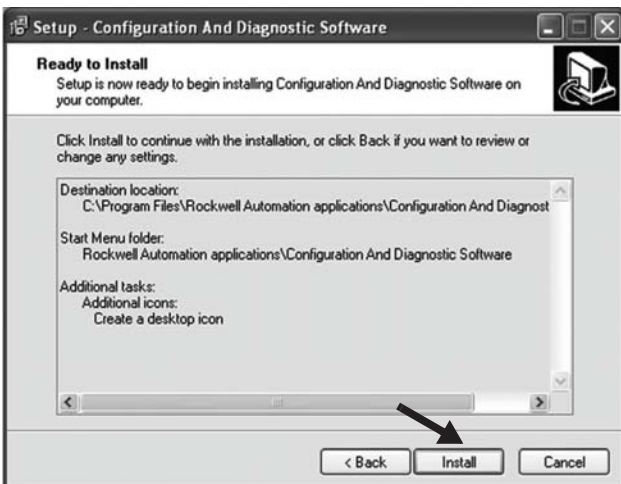 Setup - Configuration And Diagnostic Software
Ready to Install
Setup is now ready to begin installing Configuration And Diagnostic Software on
your computer.
Click Install to continue with the installation, or click Back if you want to review or
change any settings.
Destination location:
C:\Program Files\Rockwell Automation applications\Configuration And Diagnost
Start Menu folder:
Rockwell Automation applications\Configuration And Diagnostic Software
Additional tasks:
Additional icons:
Create a desktop icon
< Back Install Cancel